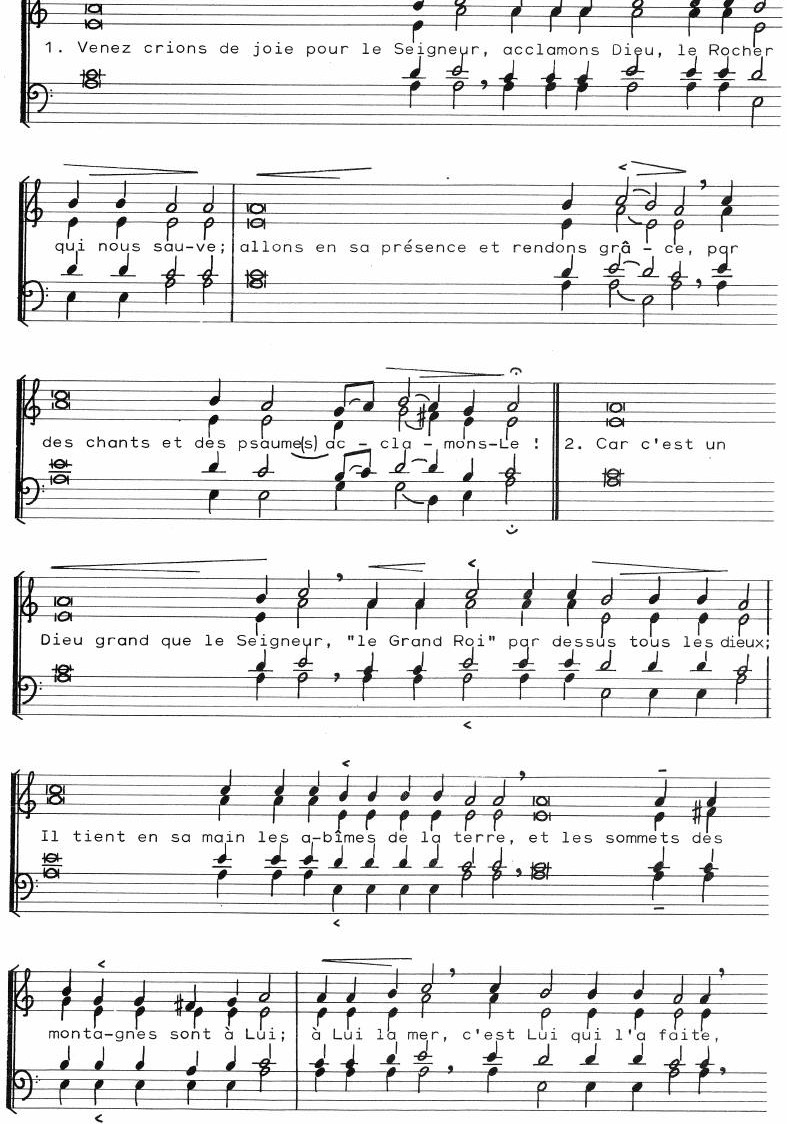 1. Venez crions de joie pour le Seigneur, acclamons Dieu, le Rocher
qui nous sau-ve; allons en sa présence et rendons grâ - ce, par
des chants et des psaume(s) ac - cla - mons-Le ! 2. Car c'est un
Dieu grand que le Seigneur, "le Grand Roi" par dessus tous les dieux;
Il tient en sa main les a-bîmes de la terre, et les sommets des
monta-gnes sont à Lui; à Lui la mer, c'est Lui qui l'a faite,